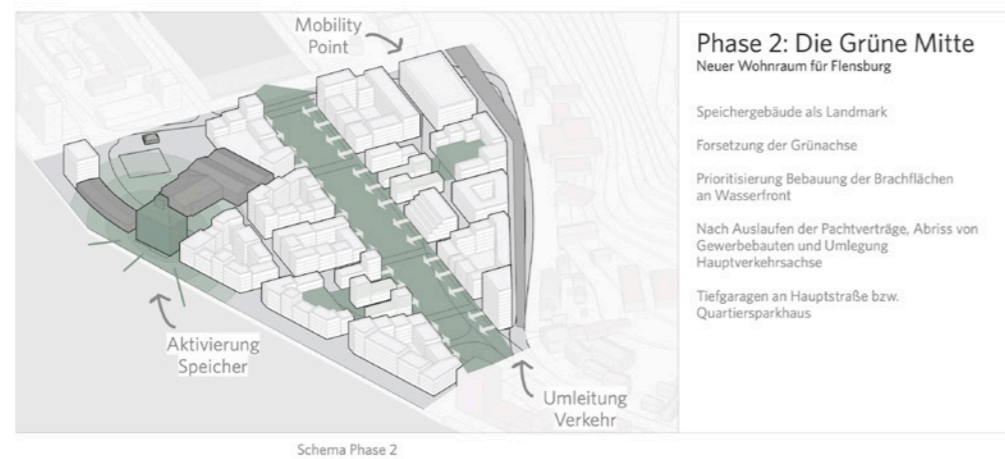 Mobility
Point
Aktivierung
Speicher
Umleitung
Verkehr
Schema Phase 2
Phase 2: Die Grüne Mitte
Neuer Wohnraum für Flensburg
Speichergebäude als Landmark
Forsetzung der Grünachse
Prioritisierung Bebauung der Brachflächen
an Wasserfront
Nach Auslaufen der Pachtverträge, Abriss von
Gewerbebauten und Umlegung
Hauptverkehrsachse
Tiefgaragen an Hauptstraße bzw.
Quartiersparkhaus